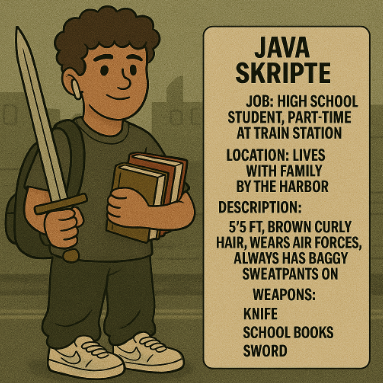 JAVA
SKRIPTE
JOB: HIGH SCHOOL
STUDENT, PART-TIME
AT TRAIN STATION
LOCATION: LIVES
WITH FAMILY
BY THE HARBOR
DESCRIPTION:
5'5 FT, BROWN CURLY
HAIR, WEARS AIR FORCES,
ALWAYS HAS BAGGY
SWEATPANTS ON
WEAPONS:
KNIFE
SCHOOL BOOKS
SWORD